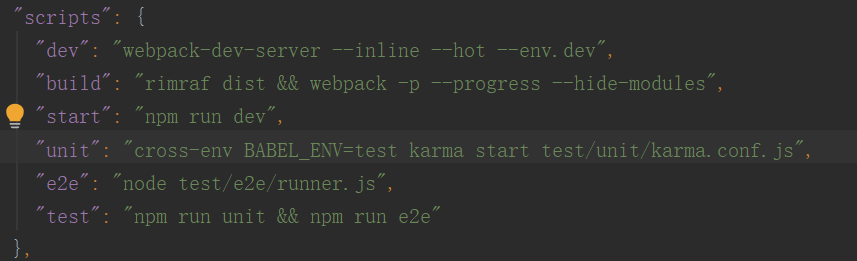 "scripts": {
"dev": "webpack-dev-server --inline --hot --env.dev",
"build": "rimraf dist && webpack -p --progress --hide-modules",
"start": "npm run dev",
"unit": "cross-env BABEL_ENV=test karma start test/unit/karma.conf.js",
"e2e": "node test/e2e/runner.js",
"test": "npm run unit && npm run e2e"
},